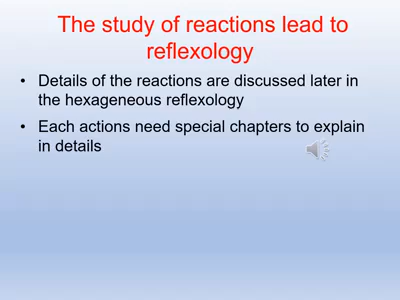 The study of reactions lead to
reflexology
• Details of the reactions are discussed later in
the hexageneous reflexology
• Each actions need special chapters to explain
in details